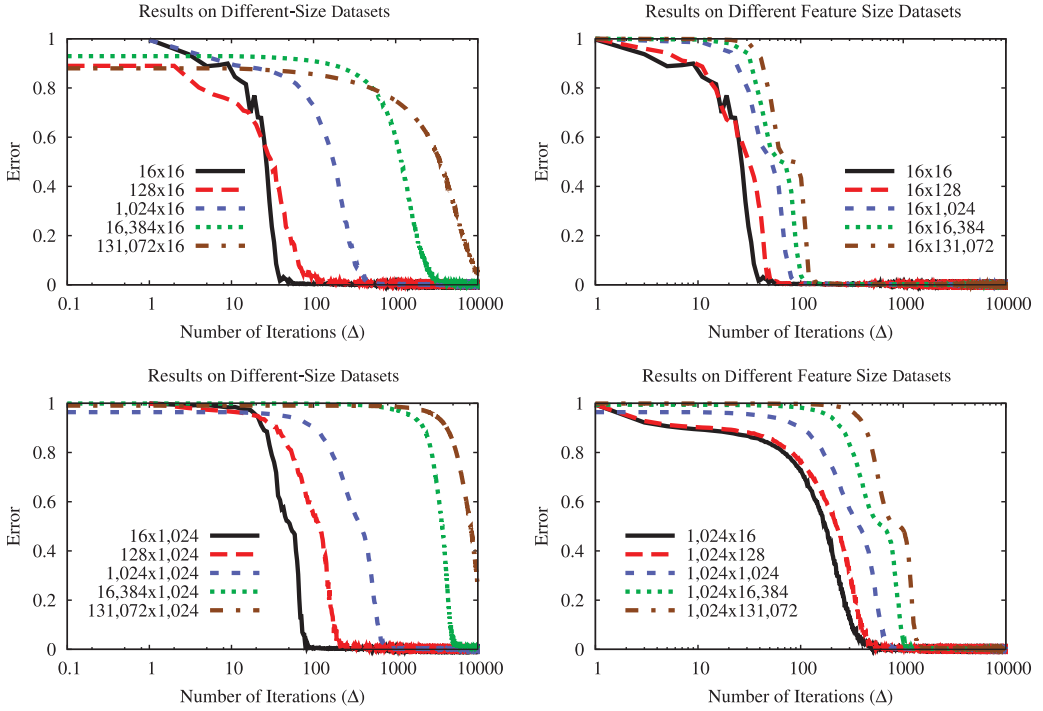 Results on Different-Size Datasets
1
0.8
0.6
0.4
0.2
0
Error
16x16
128x16
1,024x16
16,384x16
131,072x16
0.1
1
10
100
1000
10000
Number of Iterations (Δ)
Results on Different Feature Size Datasets
1
0.8
0.6
0.4
0.2
0
Error
16x16
16x128
16x1,024
16x16,384
16x131,072
1
10
100
1000
10000
Number of Iterations (Δ)
Results on Different-Size Datasets
1
0.8
0.6
0.4
0.2
0
Error
16x1,024
128x1,024
1,024x1,024
16,384x1,024
131,072x1,024
0.1
1
10
100
1000
10000
Number of Iterations (Δ)
Results on Different Feature Size Datasets
1
0.8
0.6
0.4
0.2
0
Error
1,024x16
1,024x128
1,024x1,024
1,024x16,384
1,024x131,072
1
10
100
1000
10000
Number of Iterations (Δ)